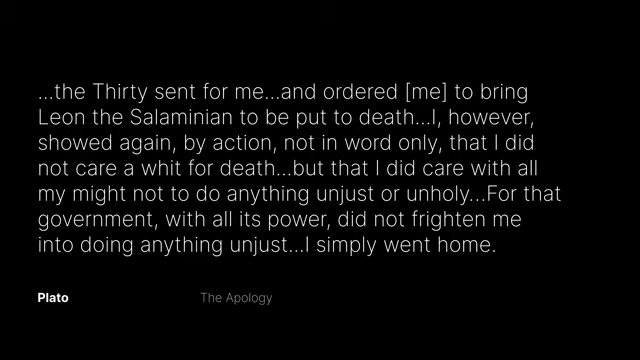 ...the Thirty sent for me...and ordered [me] to bring
Leon the Salaminian to be put to death...I, however,
showed again, by action, not in word only, that I did
not care a whit for death...but that I did care with all
my might not to do anything unjust or unholy...For that
government, with all its power, did not frighten me
into doing anything unjust...I simply went home.
Plato The Apology